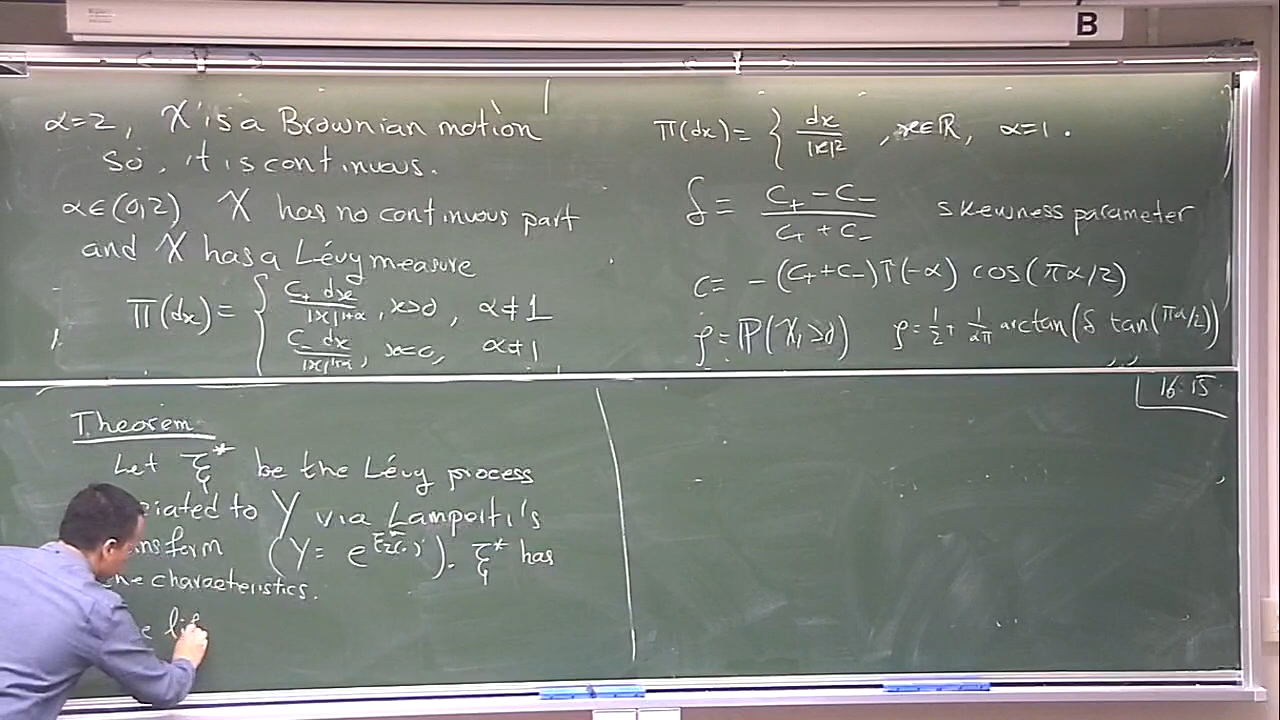 B
α=2, X is a Brownian motion
So, it is continuous.
α∈(0,2) X has no continuous part
and X has a Lévy measure
Π(dx)= { C₊ dx / |x|^{1+α}, x>0, α≠1
C₋ dx / |x|^{1+α}, x<0, α≠1
Π(dx)= { dx / |x|², x∈ℝ, α=1.
δ = (C₊ − C₋) / (C₊ + C₋) skewness parameter
C = −(C₊+C₋)Γ(−α) cos(πα/2)
ρ = ℙ(X₁>0) ρ = 1/2 + 1/(απ) arctan(δ tan(πα/2))
16:15
Theorem
Let ξ* be the Lévy process
iated to Y via Lamperti's
nsform (Y= e). ξ* has
characteristics.